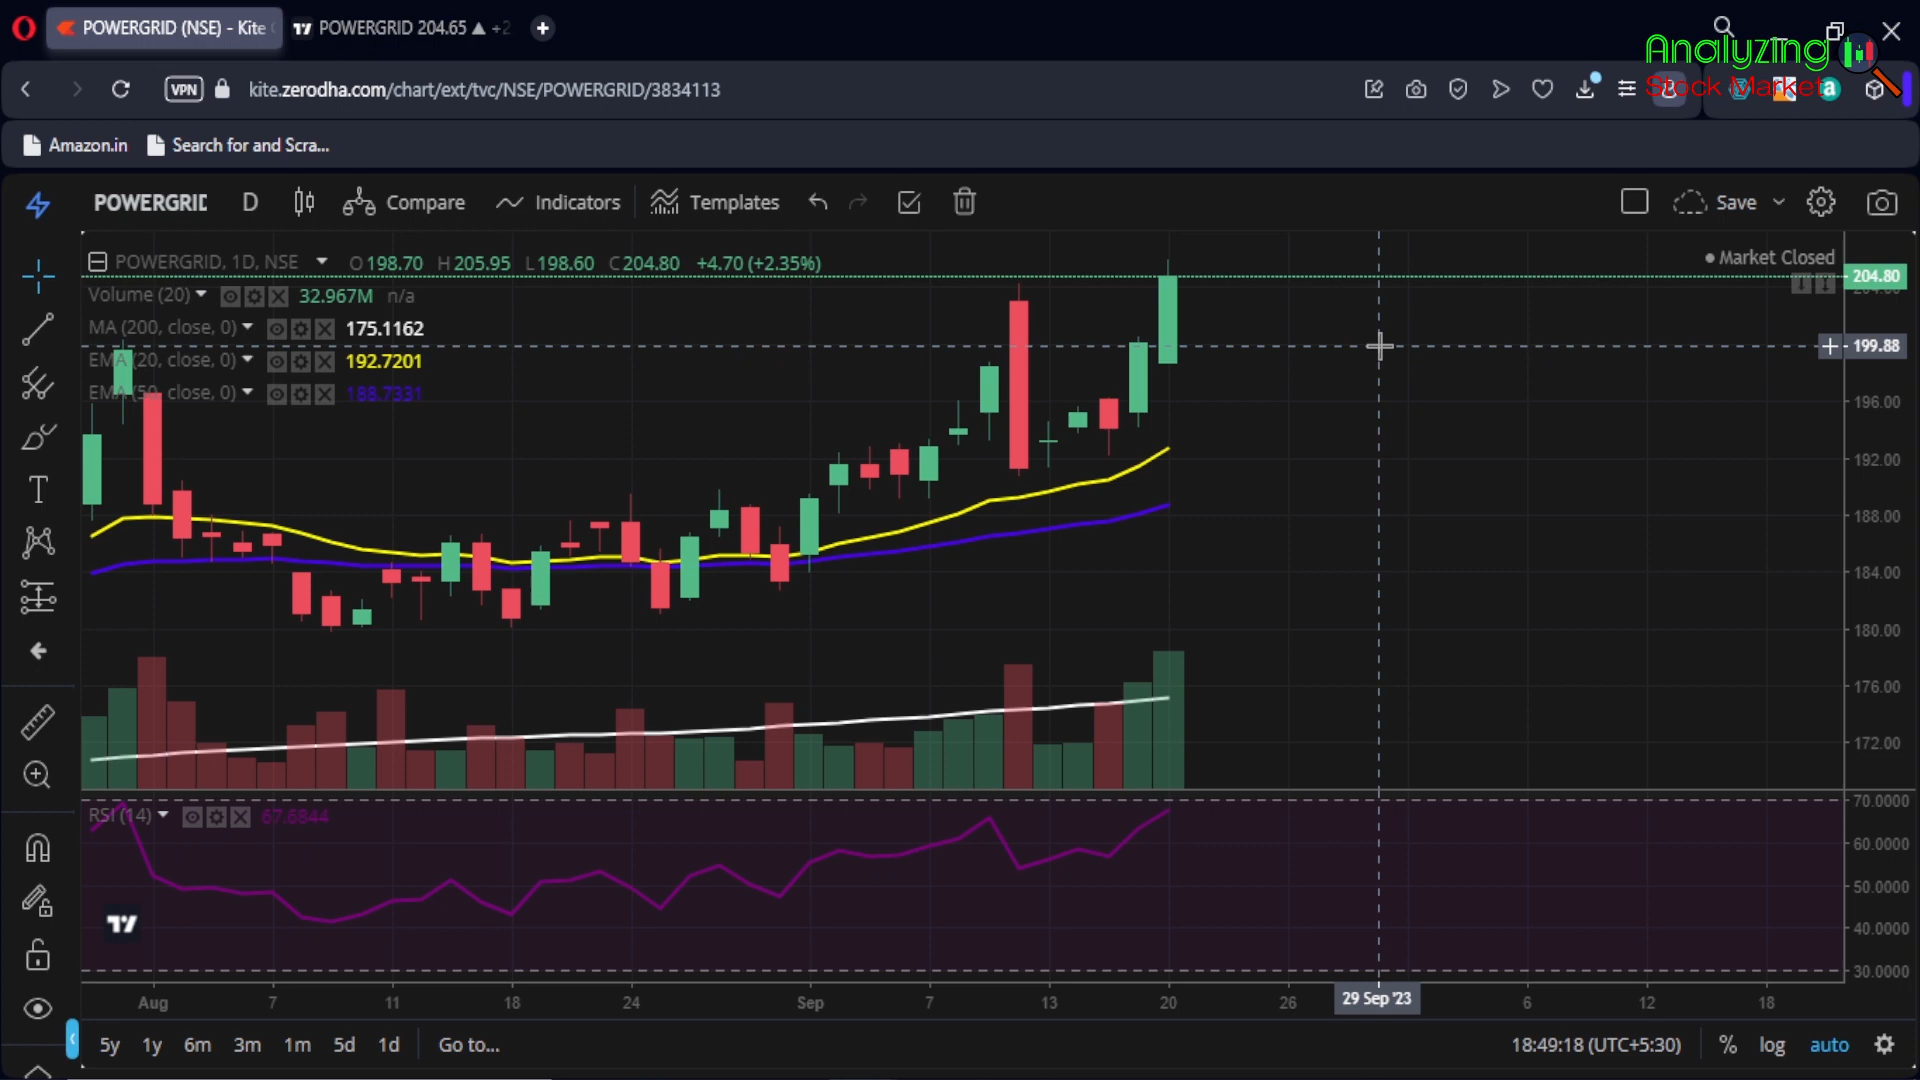 POWERGRID (NSE) - Kite
POWERGRID 204.65 ▲ +2
Analyzing
Stock Market
VPN
kite.zerodha.com/chart/ext/tvc/NSE/POWERGRID/3834113
Amazon.in
Search for and Scra...
POWERGRID
D
Compare
Indicators
Templates
Save
POWERGRID, 1D, NSE
O 198.70 H 205.95 L 198.60 C 204.80 +4.70 (+2.35%)
Market Closed
204.80
Volume (20)
32.967M n/a
204.00
MA (200, close, 0)
175.1162
199.88
EMA (20, close, 0)
192.7201
EMA (50, close, 0)
188.7331
196.00
192.00
188.00
184.00
180.00
176.00
172.00
RSI (14)
67.6844
70.0000
60.0000
50.0000
40.0000
30.0000
Aug 7 11 18 24 Sep 7 13 20 26 29 Sep '23 6 12 18
5y 1y 6m 3m 1m 5d 1d Go to...
18:49:18 (UTC+5:30) % log auto